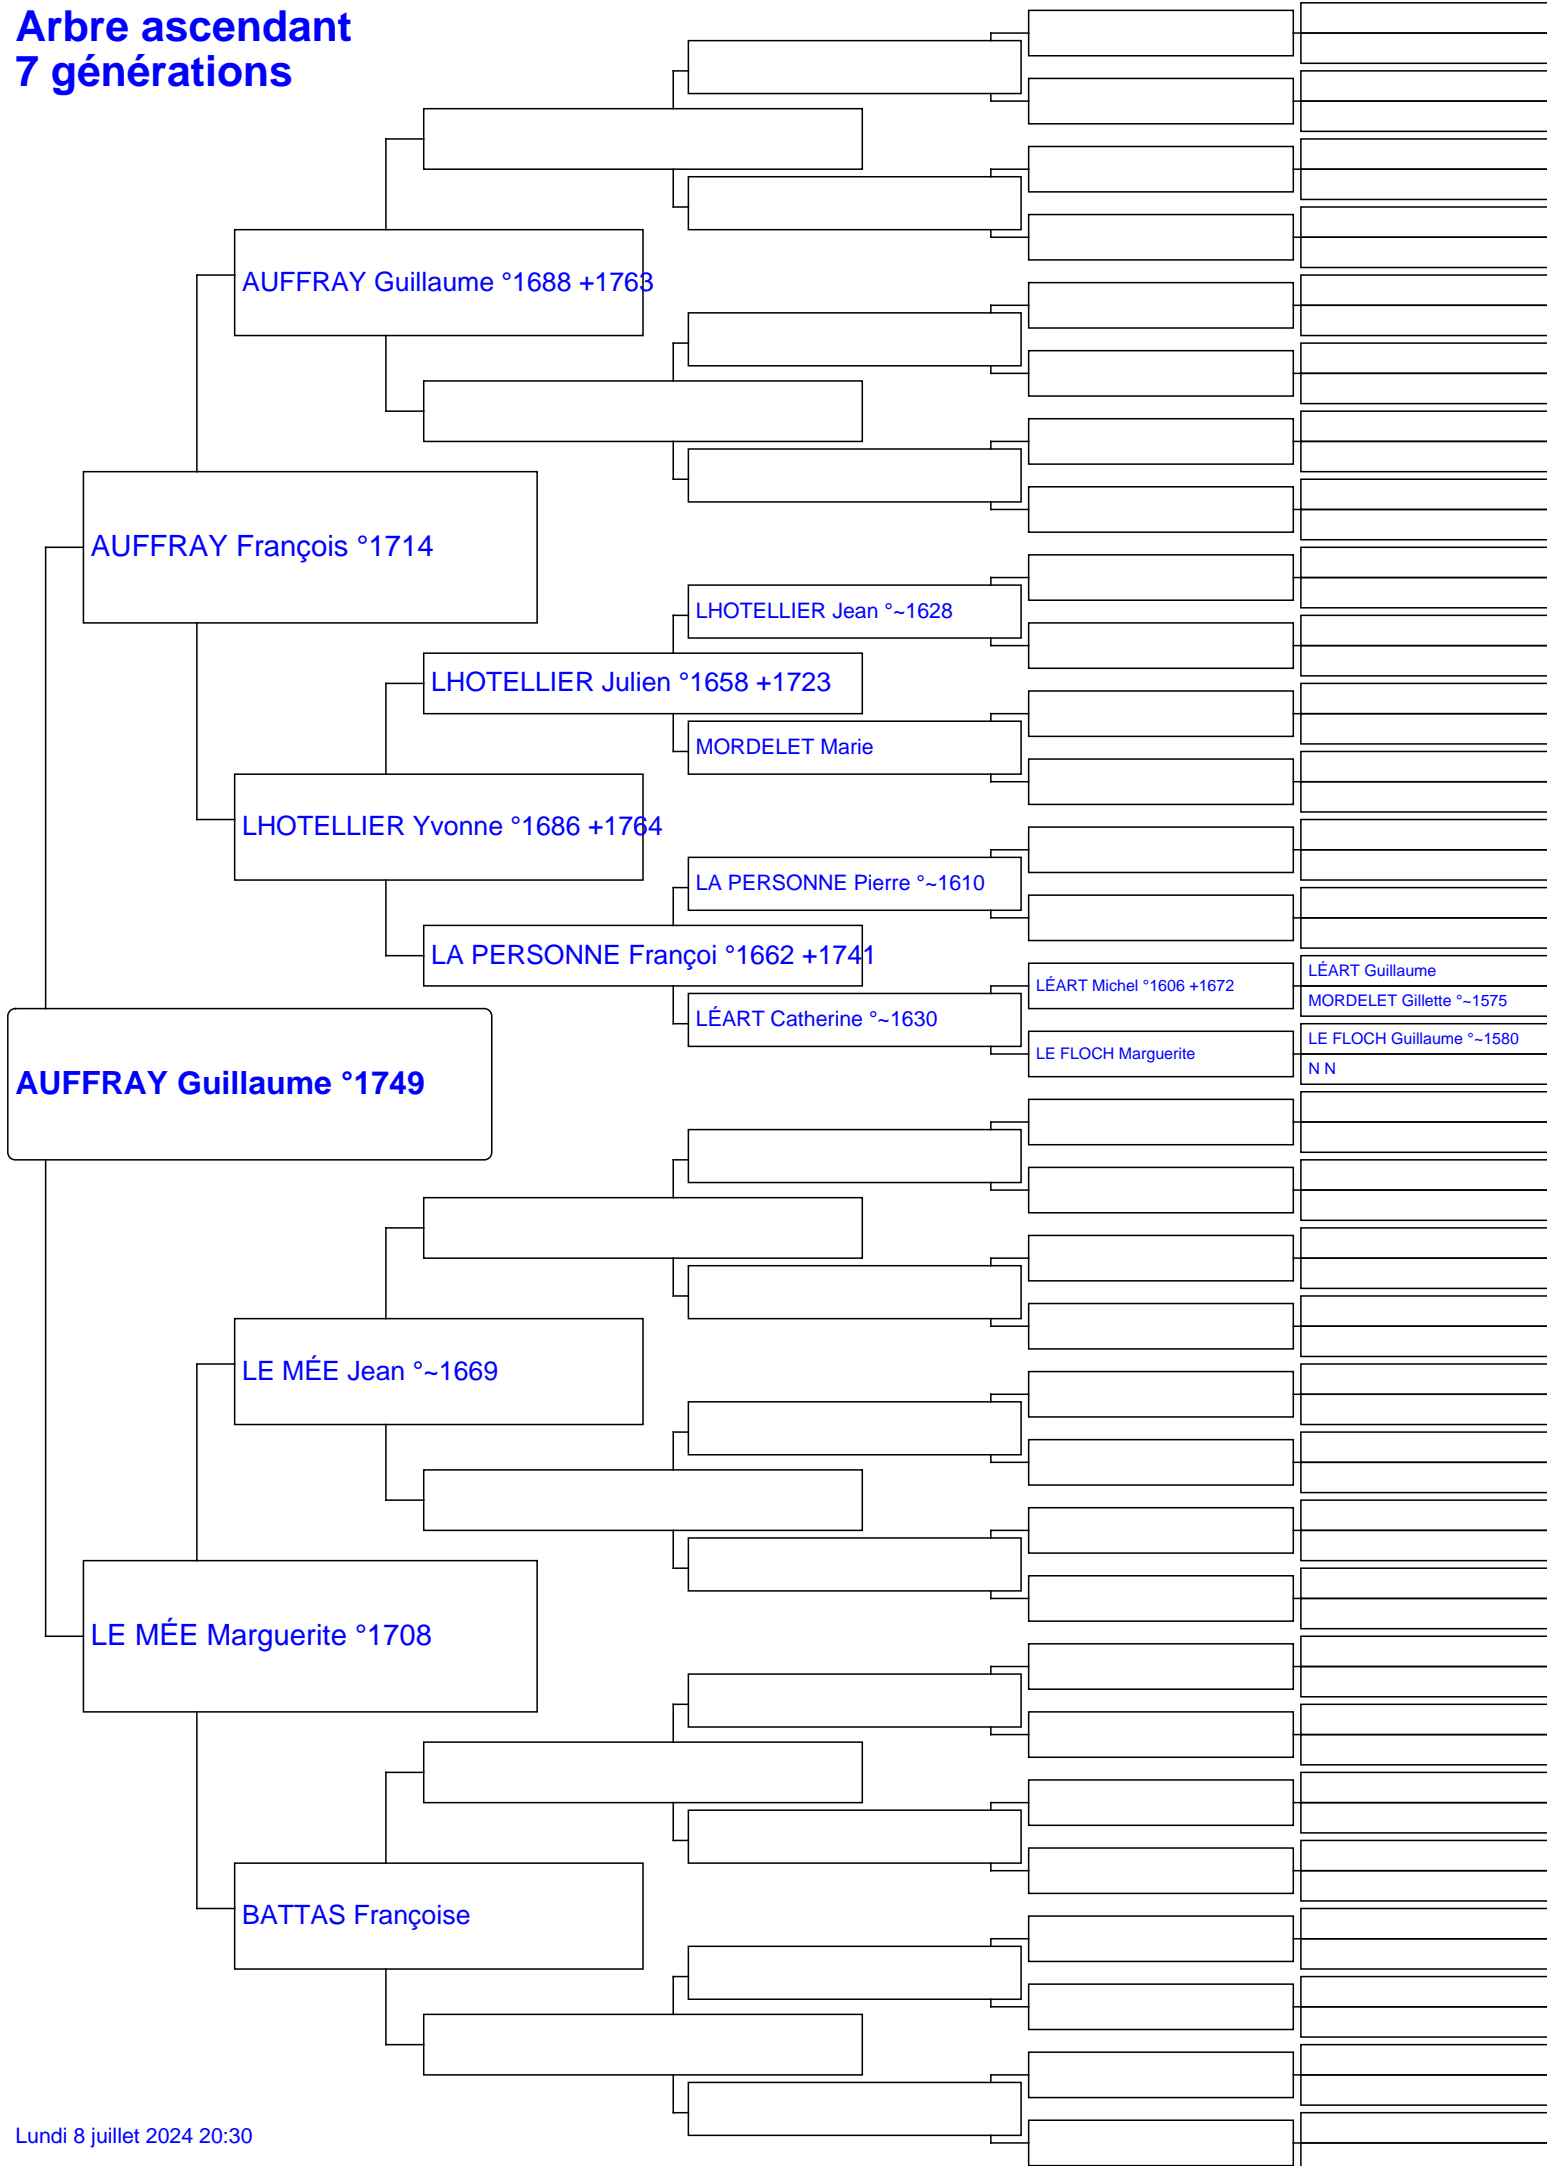 Arbre ascendant
7 générations
AUFFRAY Guillaume °1688 +1763
AUFFRAY François °1714
LHOTELLIER Jean °~1628
LHOTELLIER Julien °1658 +1723
MORDELET Marie
LHOTELLIER Yvonne °1686 +1764
LA PERSONNE Pierre °~1610
LA PERSONNE Françoi °1662 +1741
LÉART Guillaume
LÉART Michel °1606 +1672
MORDELET Gillette °~1575
LÉART Catherine °~1630
LE FLOCH Guillaume °~1580
LE FLOCH Marguerite
N N
AUFFRAY Guillaume °1749
LE MÉE Jean °~1669
LE MÉE Marguerite °1708
BATTAS Françoise
Lundi 8 juillet 2024 20:30